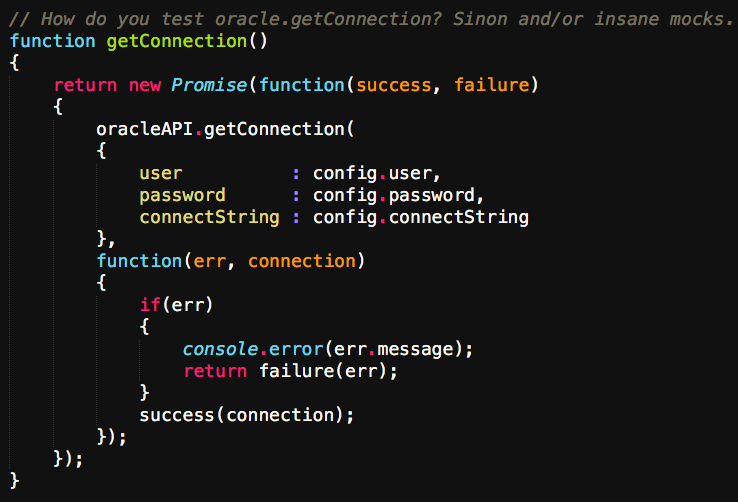 // How do you test oracle.getConnection? Sinon and/or insane mocks.
function getConnection()
{
    return new Promise(function(success, failure)
    {
        oracleAPI.getConnection(
        {
            user          : config.user,
            password      : config.password,
            connectString : config.connectString
        },
        function(err, connection)
        {
            if(err)
            {
                console.error(err.message);
                return failure(err);
            }
            success(connection);
        });
    });
}